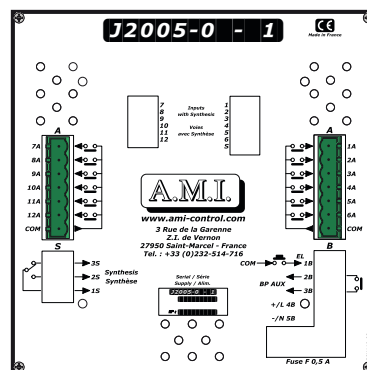 J2005-0 - 1
CE
Made in France
7
8
9
10
11
12
Inputs
with Synthesis
Voies
avec Synthèse
1
2
3
4
5
6
S
A
7A
8A
9A
10A
11A
12A
COM
A
1A
2A
3A
4A
5A
6A
COM
A.M.I.
www.ami-control.com
3 Rue de la Garenne
Z.I. de Vernon
27950 Saint-Marcel - France
Tel. : +33 (0)232-514-716
S
3S
2S
1S
Synthesis
Synthèse
Serial / Série
Supply / Alim.
J2005-0 - 1
B
COM
EL
1B
2B
BP AUX
3B
+/L 4B
-/N 5B
Fuse F 0,5 A